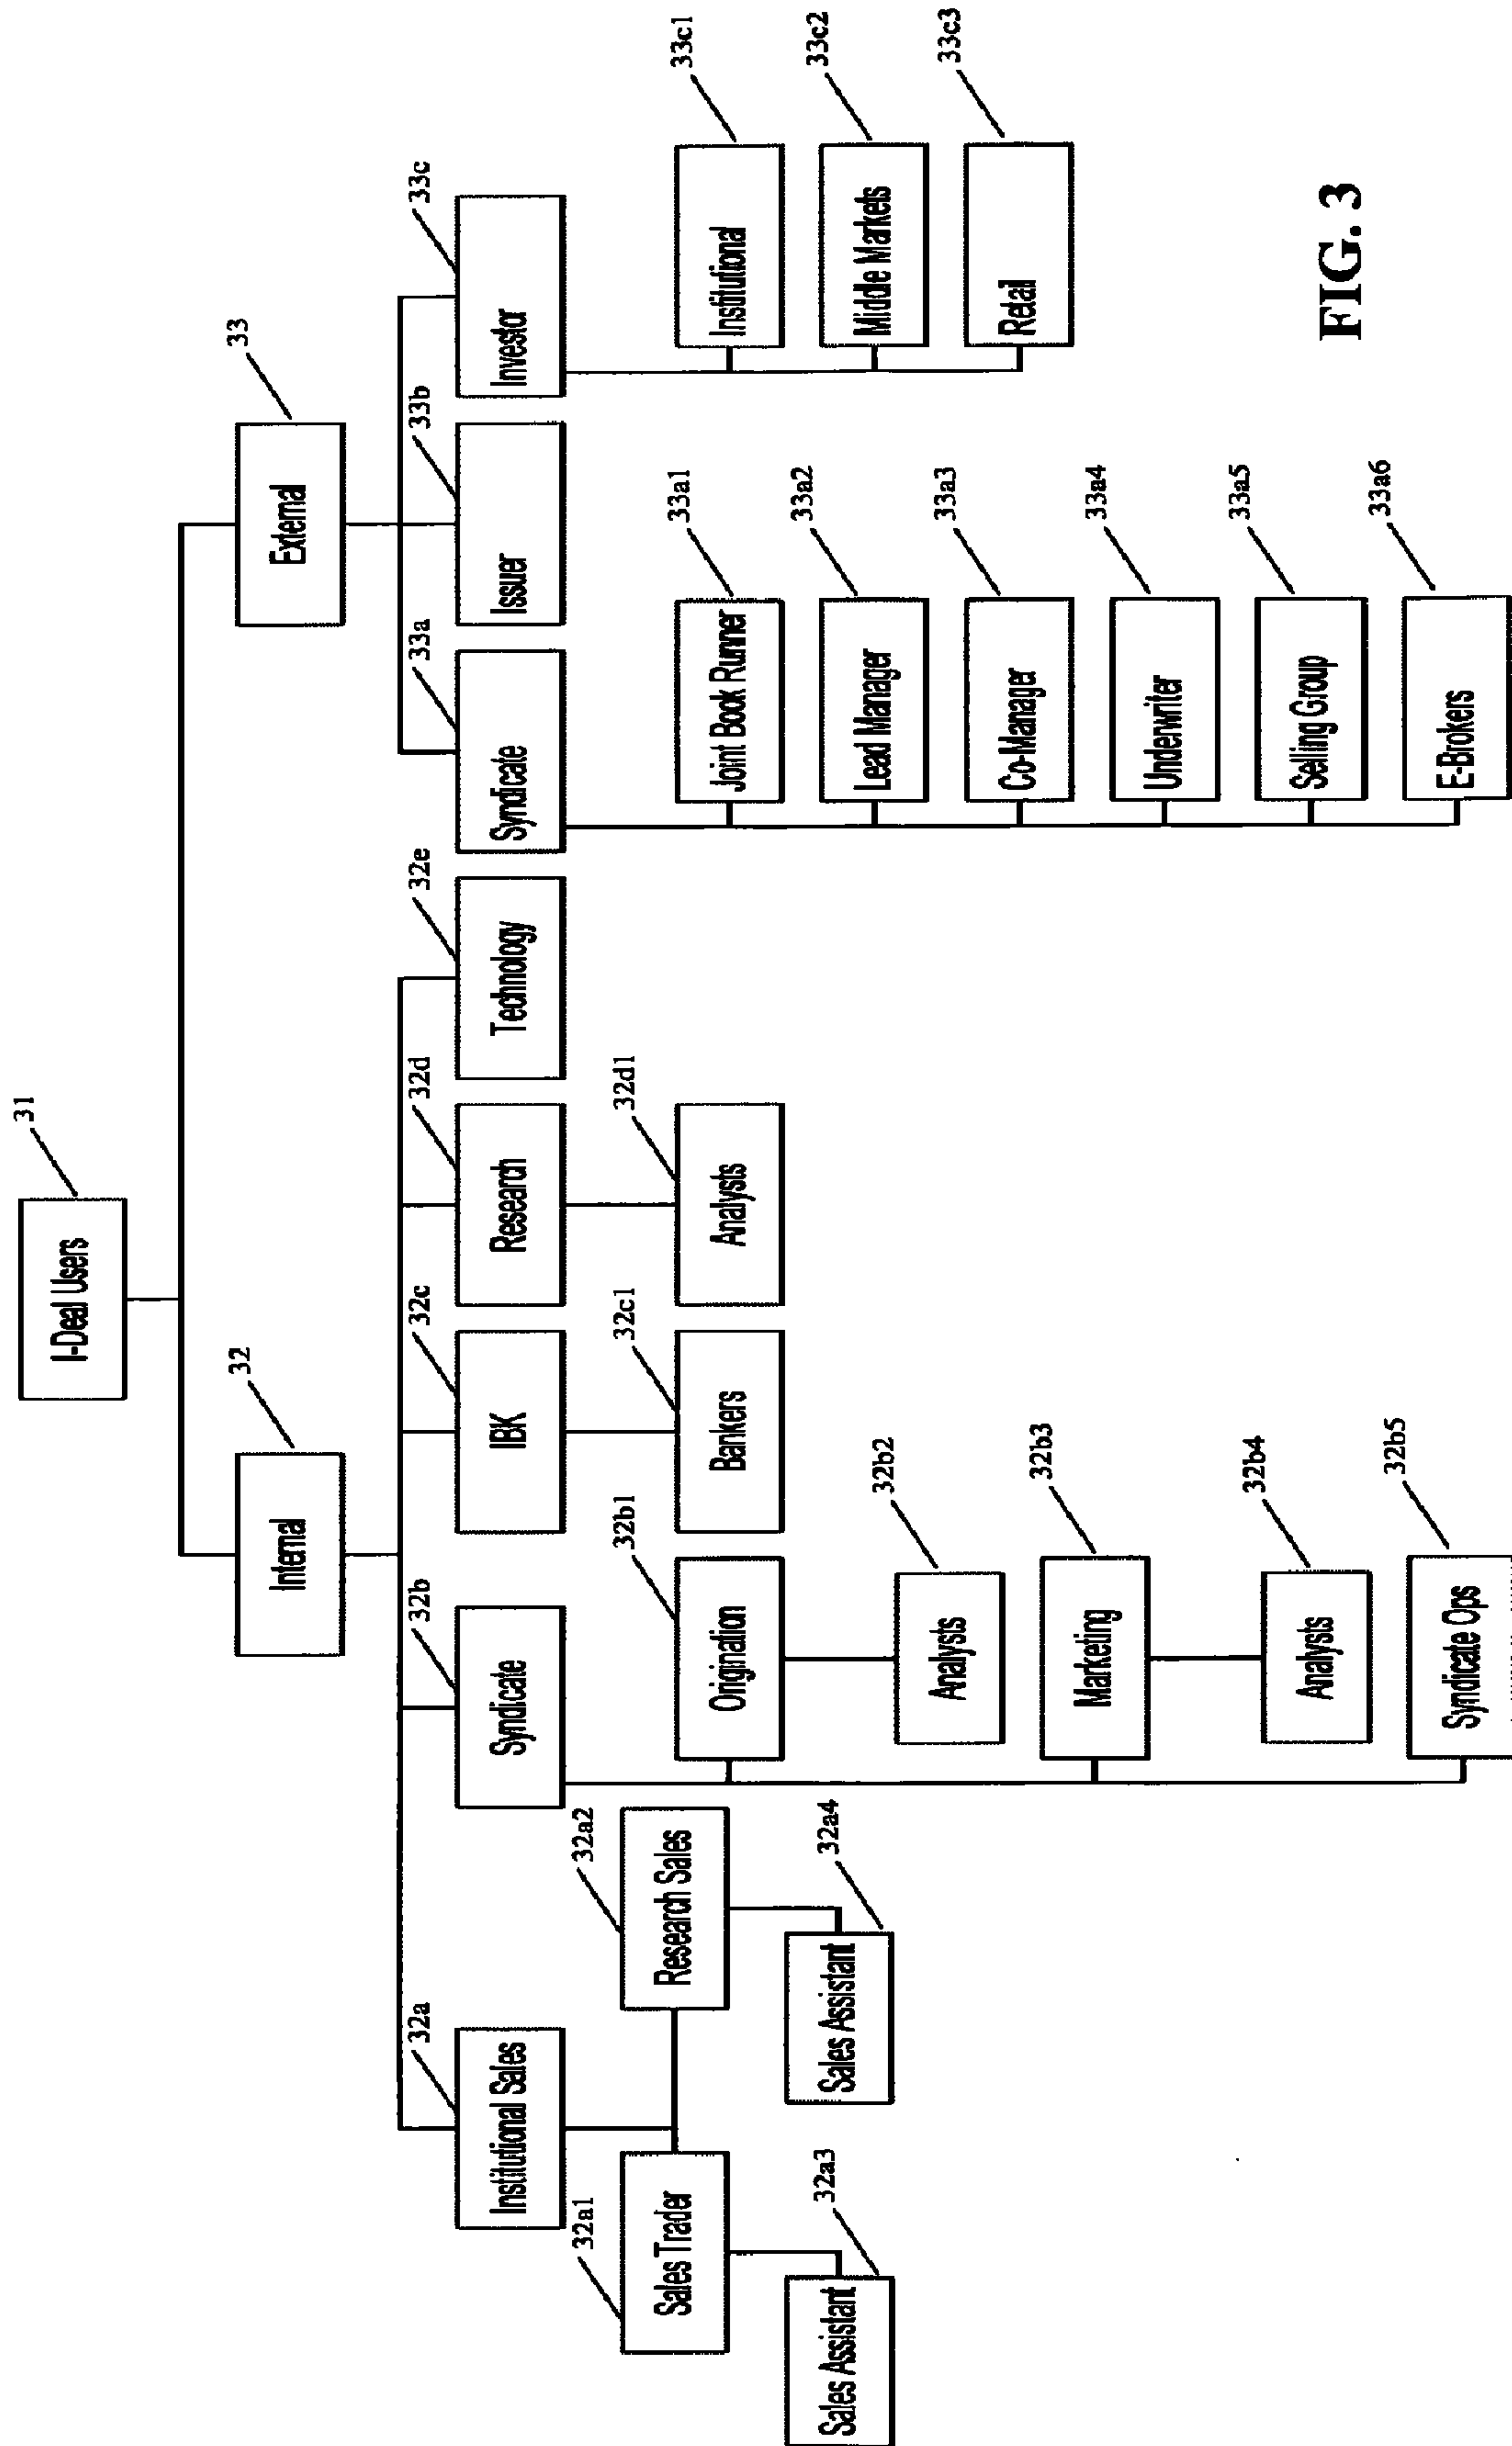 31
I-Deal Users
32
Internal
33
External
32a
Institutional Sales
32b
Syndicate
32c
IBK
32d
Research
32e
Technology
33a
Syndicate
33b
Issuer
33c
Investor
32a1
Sales Trader
32a2
Research Sales
32a3
Sales Assistant
32a4
Sales Assistant
32b1
Origination
32b2
Analysts
32b3
Marketing
32b4
Analysts
32b5
Syndicate Ops
32c1
Bankers
32d1
Analysts
33a1
Joint Book Runner
33a2
Lead Manager
33a3
Co-Manager
33a4
Underwriter
33a5
Selling Group
33a6
E-Brokers
33c1
Institutional
33c2
Middle Markets
33c3
Retail
FIG. 3